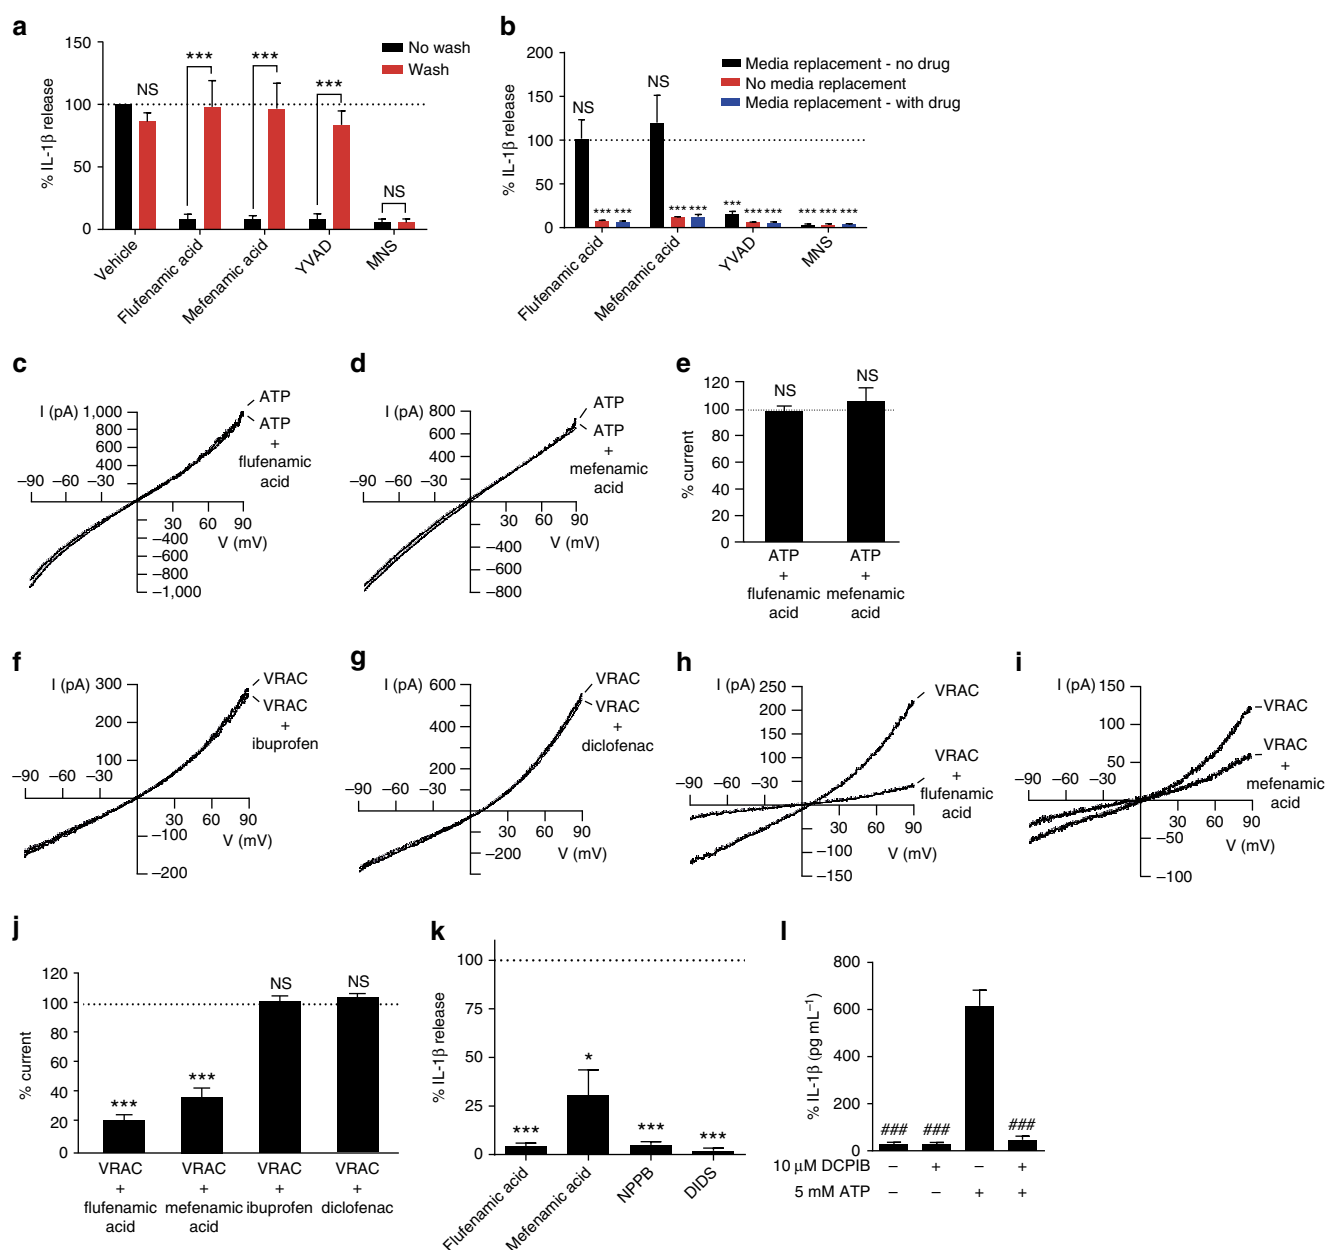 a
150
100
50
0
% IL-1β release
No wash
Wash
NS
***
***
***
NS
Vehicle
Flufenamic acid
Mefenamic acid
YVAD
MNS
b
200
150
100
50
0
% IL-1β release
Media replacement - no drug
No media replacement
Media replacement - with drug
NS
NS
*** ***
*** ***
*** *** ***
*** *** ***
Flufenamic acid
Mefenamic acid
YVAD
MNS
c
I (pA)
1,000
800
600
400
–90 –60 –30
30 60 90
V (mV)
–400
–600
–800
–1,000
ATP
ATP
+
flufenamic
acid
d
I (pA)
800
600
400
–90 –60 –30
30 60 90
V (mV)
–400
–600
–800
ATP
ATP
+
mefenamic
acid
e
120
100
80
60
40
20
0
% current
NS
NS
ATP
+
flufenamic
acid
ATP
+
mefenamic
acid
f
I (pA)
300
200
100
–90 –60 –30
30 60 90
V (mV)
–100
–200
VRAC
VRAC
+
ibuprofen
g
I (pA)
600
400
200
–90 –60 –30
30 60 90
V (mV)
–200
VRAC
VRAC
+
diclofenac
h
I (pA)
250
200
150
100
–90 –60 –30
30 60 90
V (mV)
–100
–150
VRAC
VRAC
+
flufenamic
acid
i
I (pA)
150
100
50
–90 –60 –30
30 60 90
V (mV)
–50
–100
VRAC
VRAC
+
mefenamic
acid
j
120
100
80
60
40
20
0
% current
***
***
NS
NS
VRAC
+
flufenamic
acid
VRAC
+
mefenamic
acid
VRAC
+
ibuprofen
VRAC
+
diclofenac
k
100
75
50
25
0
% IL-1β release
***
*
***
***
Flufenamic acid
Mefenamic acid
NPPB
DIDS
l
800
600
400
200
0
% IL-1β (pg mL⁻¹)
###
###
###
10 μM DCPIB – + – +
5 mM ATP – – + +